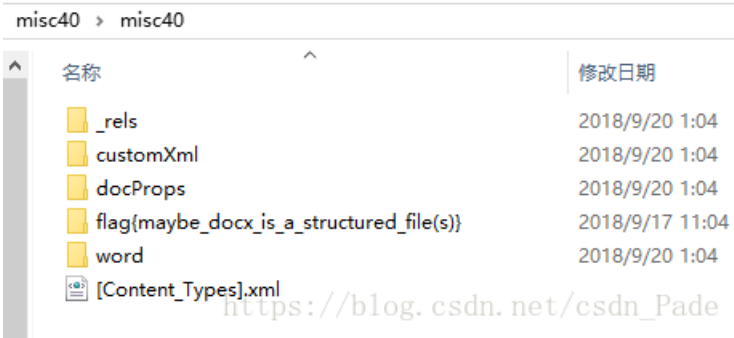 misc40 > misc40
名称 修改日期
_rels 2018/9/20 1:04
customXml 2018/9/20 1:04
docProps 2018/9/20 1:04
flag{maybe_docx_is_a_structured_file(s)} 2018/9/17 11:04
word 2018/9/20 1:04
[Content_Types].xml
https://blog.csdn.net/csdn_Pade